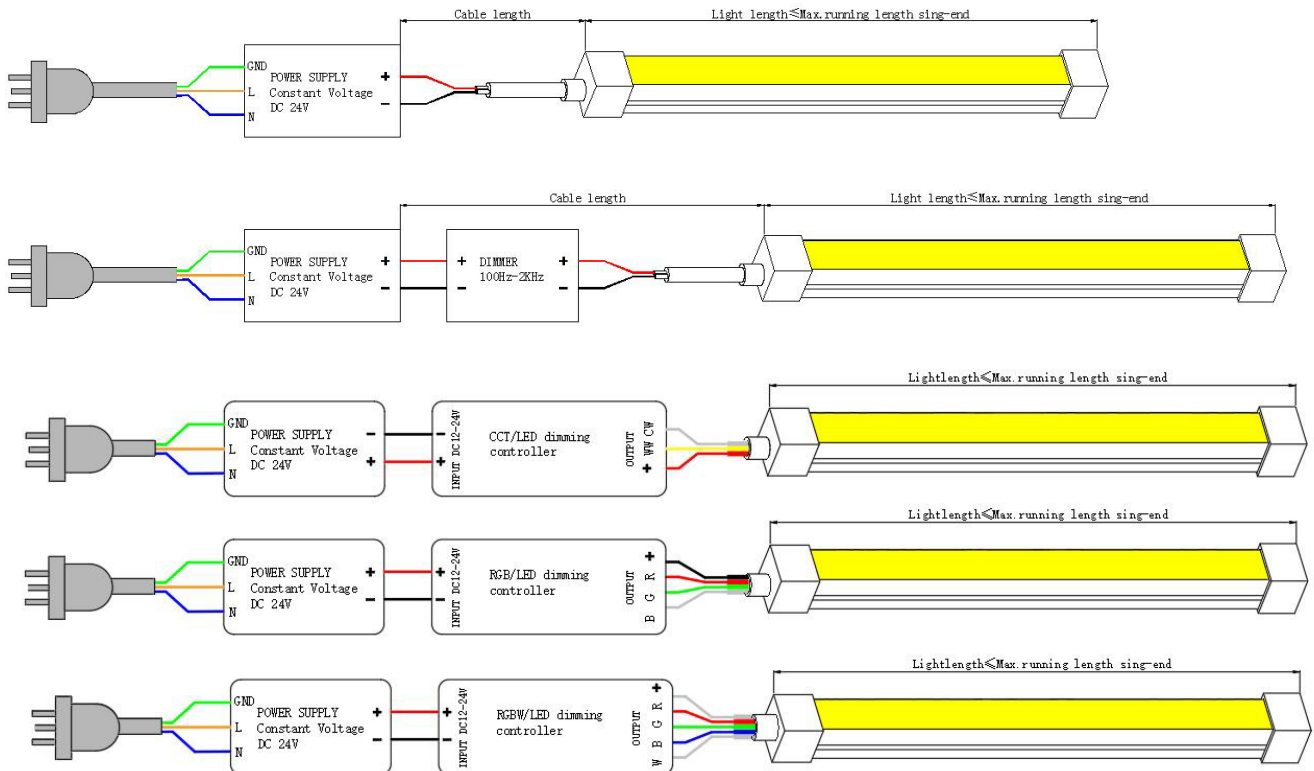 Cable length
Light length≤Max.running length sing-end
GND
POWER SUPPLY
+
L
Constant Voltage
DC 24V
−
N
Cable length
Light length≤Max.running length sing-end
GND
POWER SUPPLY
+
+
DIMMER
+
L
Constant Voltage
100Hz-2KHz
DC 24V
−
−
−
N
Lightlength≤Max.running length sing-end
GND
POWER SUPPLY
−
−
L
Constant Voltage
DC 24V
+
+
N
INPUT DC12-24V
CCT/LED dimming
controller
OUTPUT
+ WW CW
Lightlength≤Max.running length sing-end
GND
POWER SUPPLY
+
L
Constant Voltage
DC 24V
−
N
INPUT DC12-24V
RGB/LED dimming
controller
OUTPUT
B G R +
Lightlength≤Max.running length sing-end
GND
POWER SUPPLY
+
L
Constant Voltage
DC 24V
−
N
INPUT DC12-24V
RGBW/LED dimming
controller
OUTPUT
W B G R +